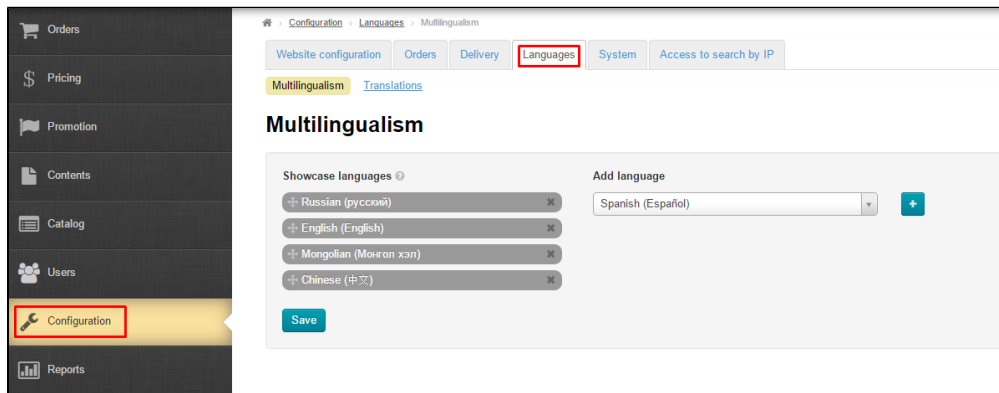 Orders
Pricing
Promotion
Contents
Catalog
Users
Configuration
Reports
Configuration › Languages › Multilingualism
Website configuration Orders Delivery Languages System Access to search by IP
Multilingualism Translations
Multilingualism
Showcase languages ?
Russian (русский)
English (English)
Mongolian (Монгол хэл)
Chinese (中文)
Save
Add language
Spanish (Español)
+